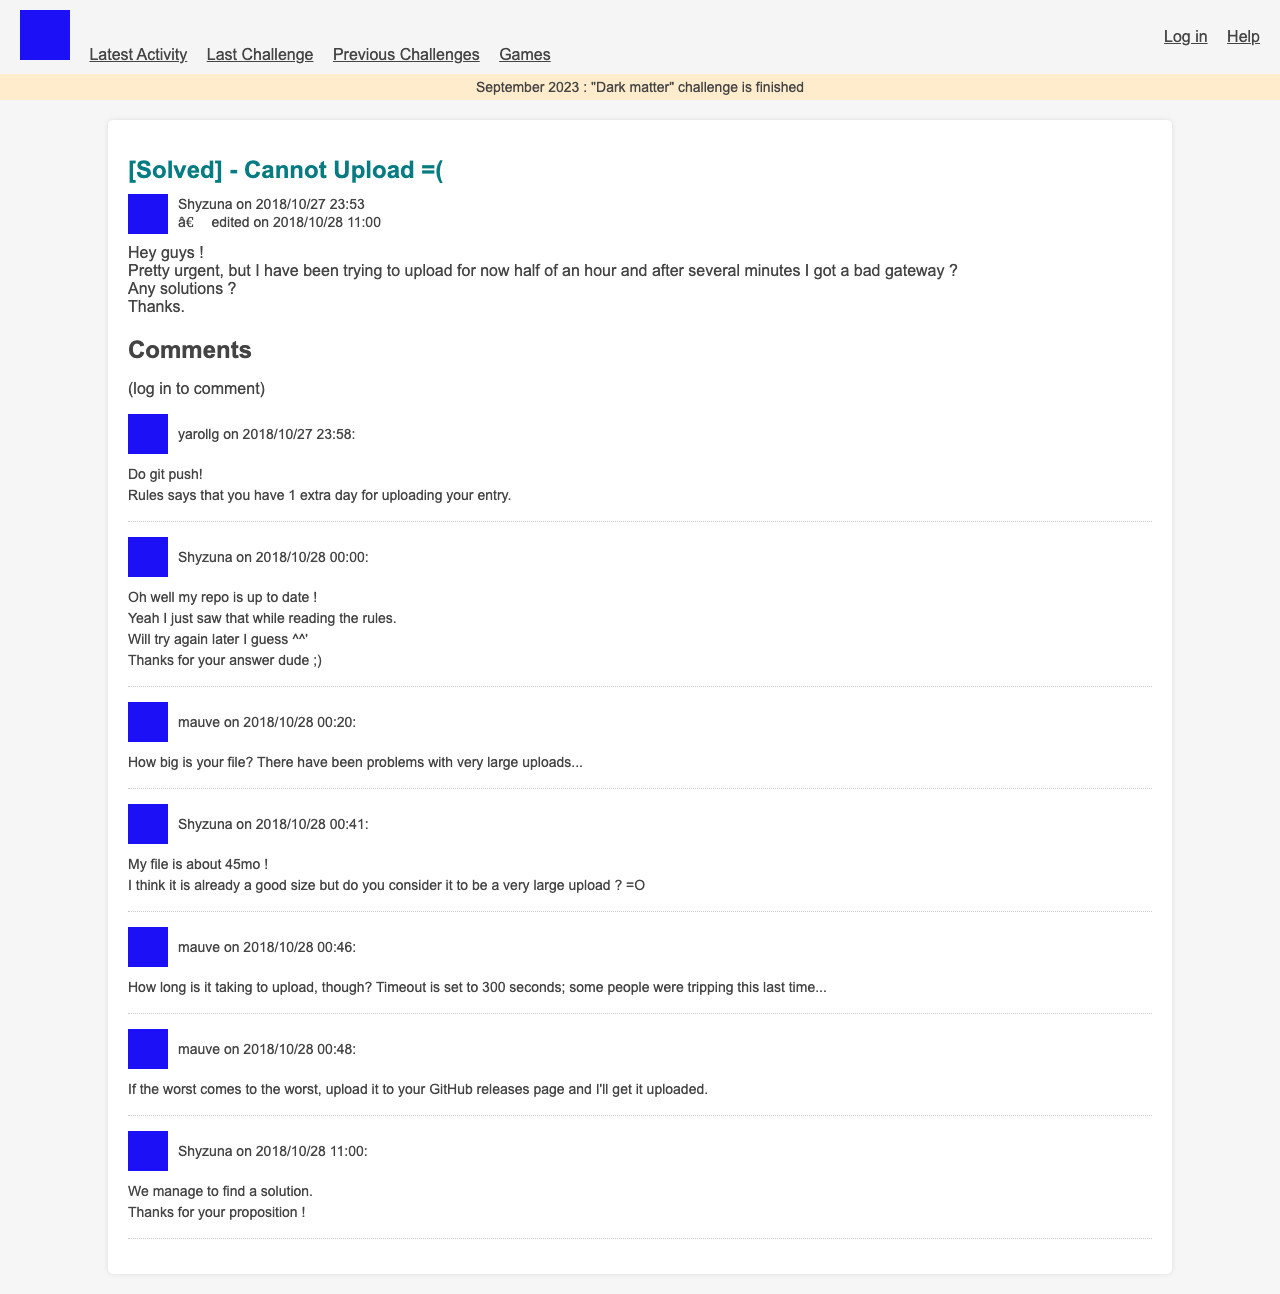 Latest Activity Last Challenge Previous Challenges Games Log in Help
September 2023 : "Dark matter" challenge is finished
[Solved] - Cannot Upload =(
Shyzuna on 2018/10/27 23:53
â€ edited on 2018/10/28 11:00
Hey guys !
Pretty urgent, but I have been trying to upload for now half of an hour and after several minutes I got a bad gateway ?
Any solutions ?
Thanks.
Comments
(log in to comment)
yarollg on 2018/10/27 23:58:
Do git push!
Rules says that you have 1 extra day for uploading your entry.
Shyzuna on 2018/10/28 00:00:
Oh well my repo is up to date !
Yeah I just saw that while reading the rules.
Will try again later I guess ^^'
Thanks for your answer dude ;)
mauve on 2018/10/28 00:20:
How big is your file? There have been problems with very large uploads...
Shyzuna on 2018/10/28 00:41:
My file is about 45mo !
I think it is already a good size but do you consider it to be a very large upload ? =O
mauve on 2018/10/28 00:46:
How long is it taking to upload, though? Timeout is set to 300 seconds; some people were tripping this last time...
mauve on 2018/10/28 00:48:
If the worst comes to the worst, upload it to your GitHub releases page and I'll get it uploaded.
Shyzuna on 2018/10/28 11:00:
We manage to find a solution.
Thanks for your proposition !